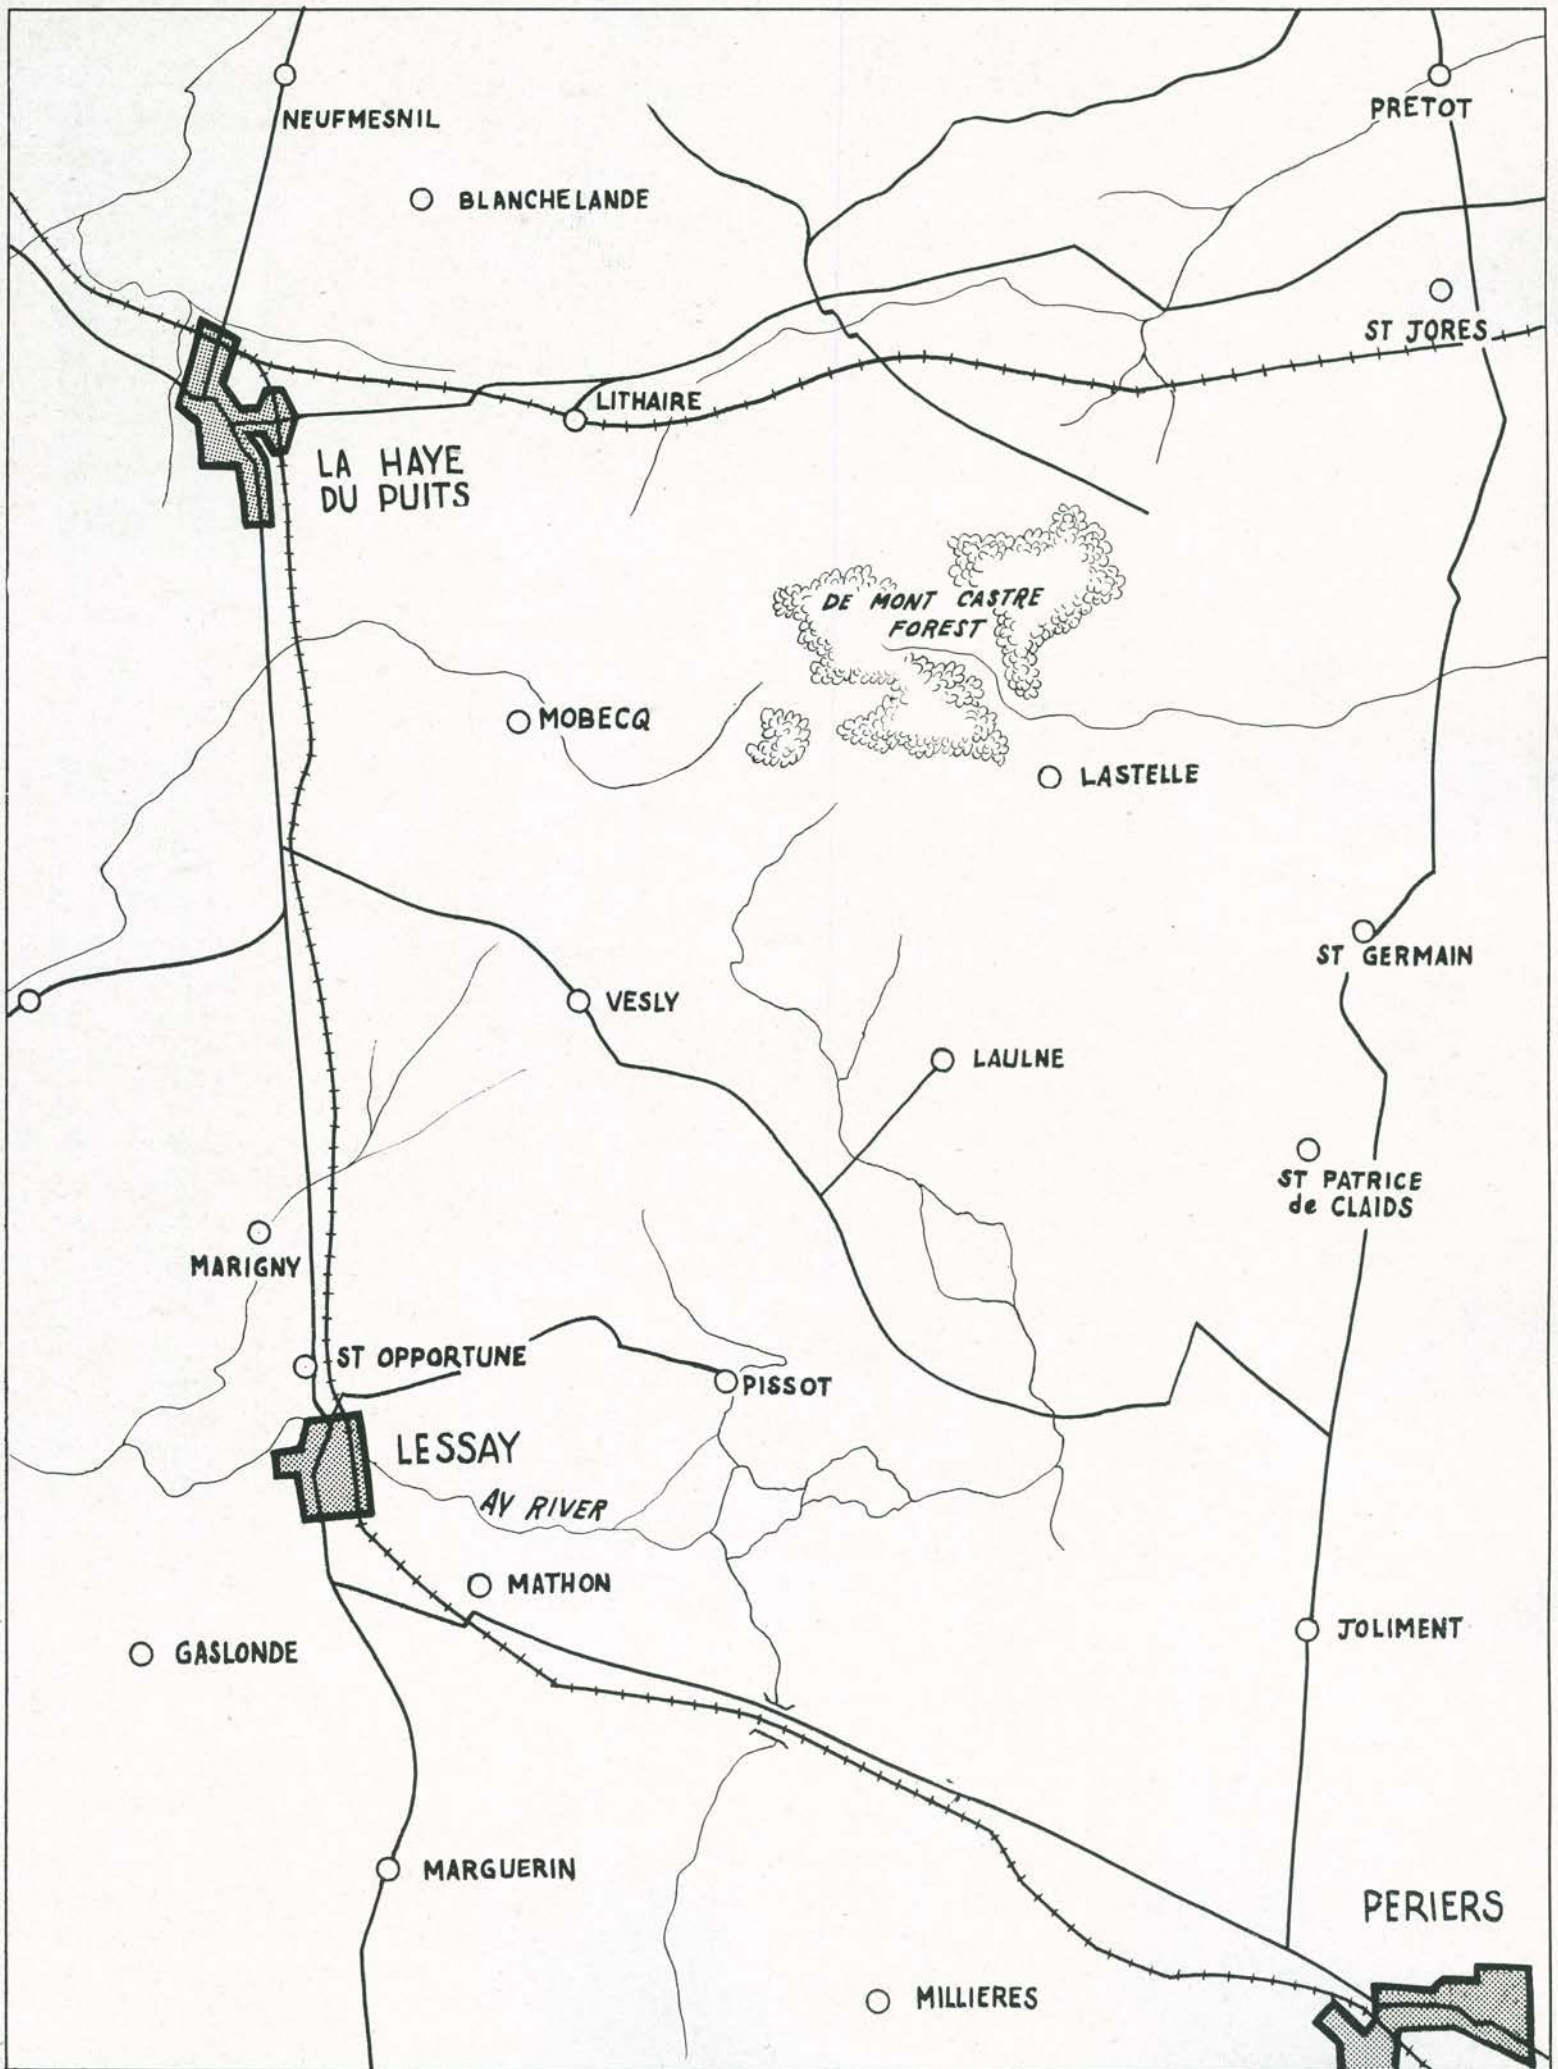 PRETOT
NEUFMESNIL
BLANCHELANDE
ST JORES
LITHAIRE
LA HAYE
DU PUITS
DE MONT CASTRE
FOREST
MOBECQ
LASTELLE
ST GERMAIN
VESLY
LAULNE
ST PATRICE
de CLAIDS
MARIGNY
ST OPPORTUNE
PISSOT
LESSAY
AY RIVER
MATHON
JOLIMENT
GASLONDE
MARGUERIN
PERIERS
MILLIERES